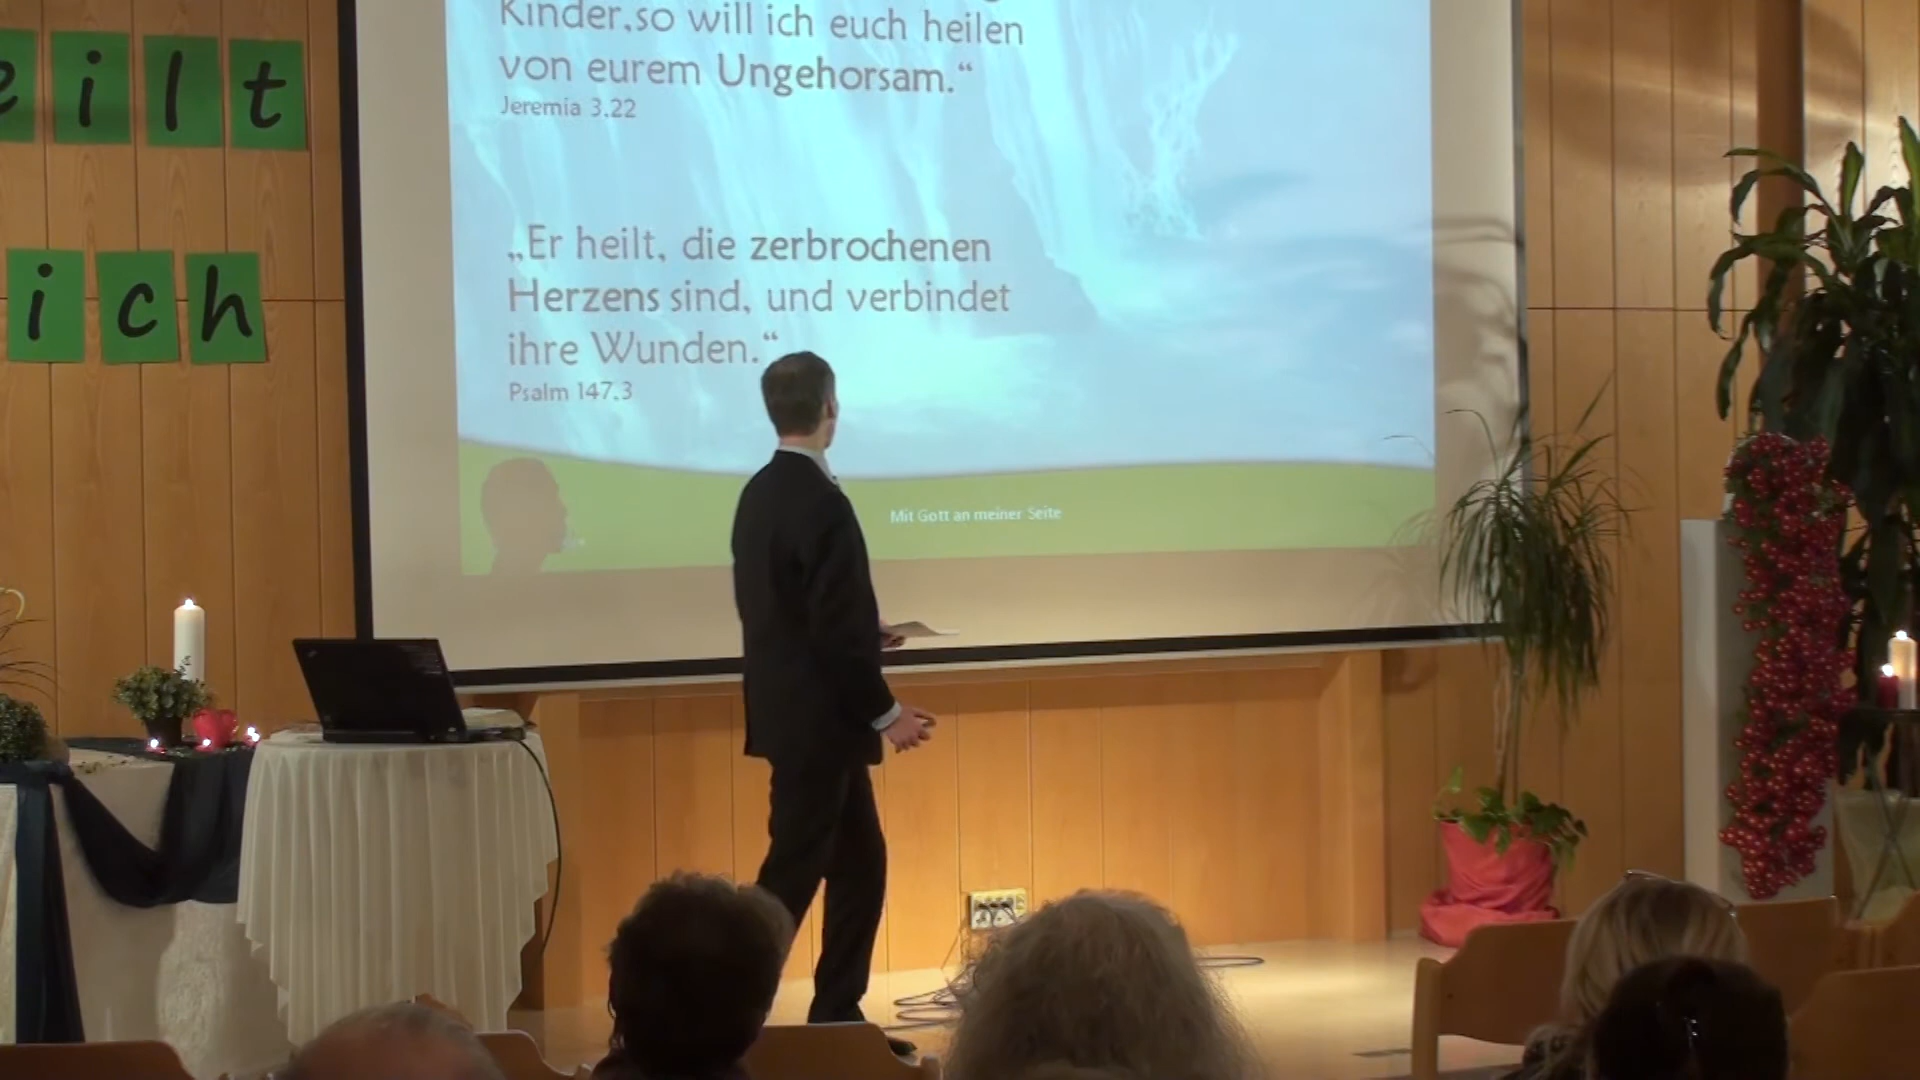 eilt
ich
Kinder,so will ich euch heilen
von eurem Ungehorsam.“
Jeremia 3,22
„Er heilt, die zerbrochenen
Herzens sind, und verbindet
ihre Wunden.“
Psalm 147,3
Mit Gott an meiner Seite